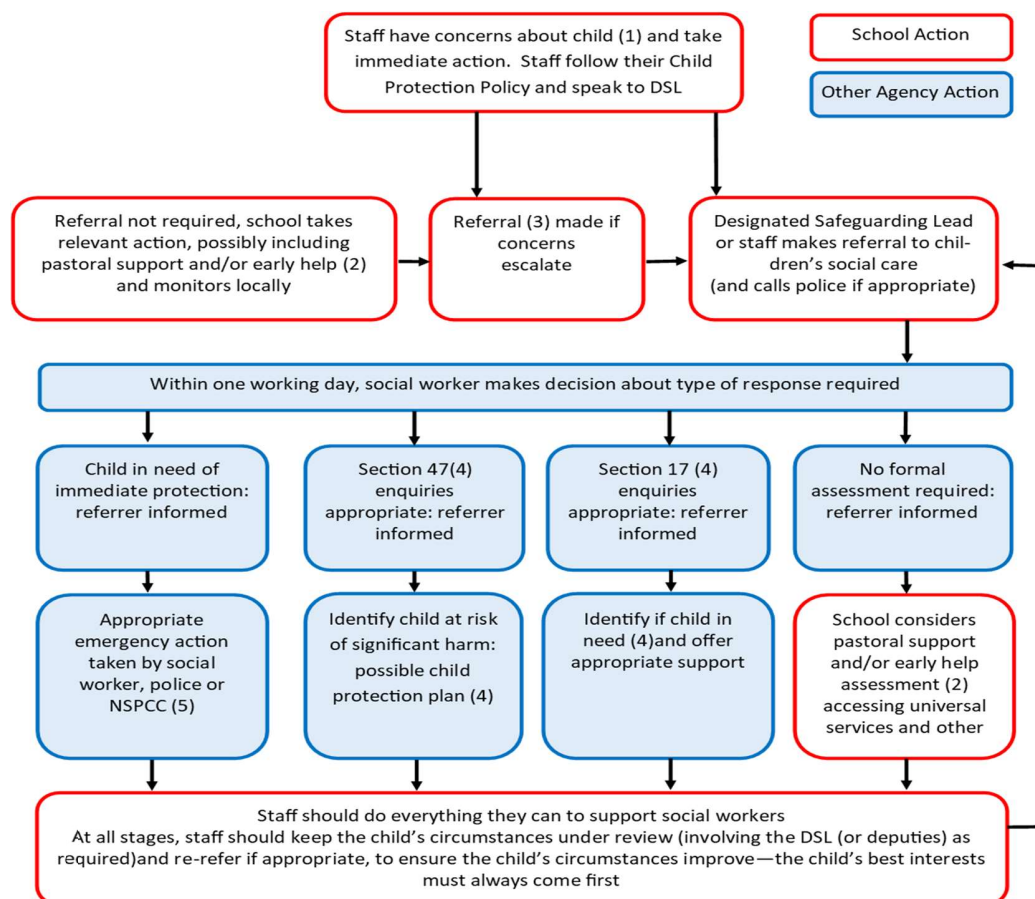 Staff have concerns about child (1) and take
immediate action.  Staff follow their Child
Protection Policy and speak to DSL
School Action
Other Agency Action
Referral not required, school takes
relevant action, possibly including
pastoral support and/or early help (2)
and monitors locally
Referral (3) made if
concerns
escalate
Designated Safeguarding Lead
or staff makes referral to chil-
dren’s social care
(and calls police if appropriate)
Within one working day, social worker makes decision about type of response required
Child in need of
immediate protection:
referrer informed
Section 47(4)
enquiries
appropriate: referrer
informed
Section 17 (4)
enquiries
appropriate: referrer
informed
No formal
assessment required:
referrer informed
Appropriate
emergency action
taken by social
worker, police or
NSPCC (5)
Identify child at risk
of significant harm:
possible child
protection plan (4)
Identify if child in
need (4)and offer
appropriate support
School considers
pastoral support
and/or early help
assessment (2)
accessing universal
services and other
Staff should do everything they can to support social workers
At all stages, staff should keep the child’s circumstances under review (involving the DSL (or deputies) as
required)and re-refer if appropriate, to ensure the child’s circumstances improve—the child’s best interests
must always come first